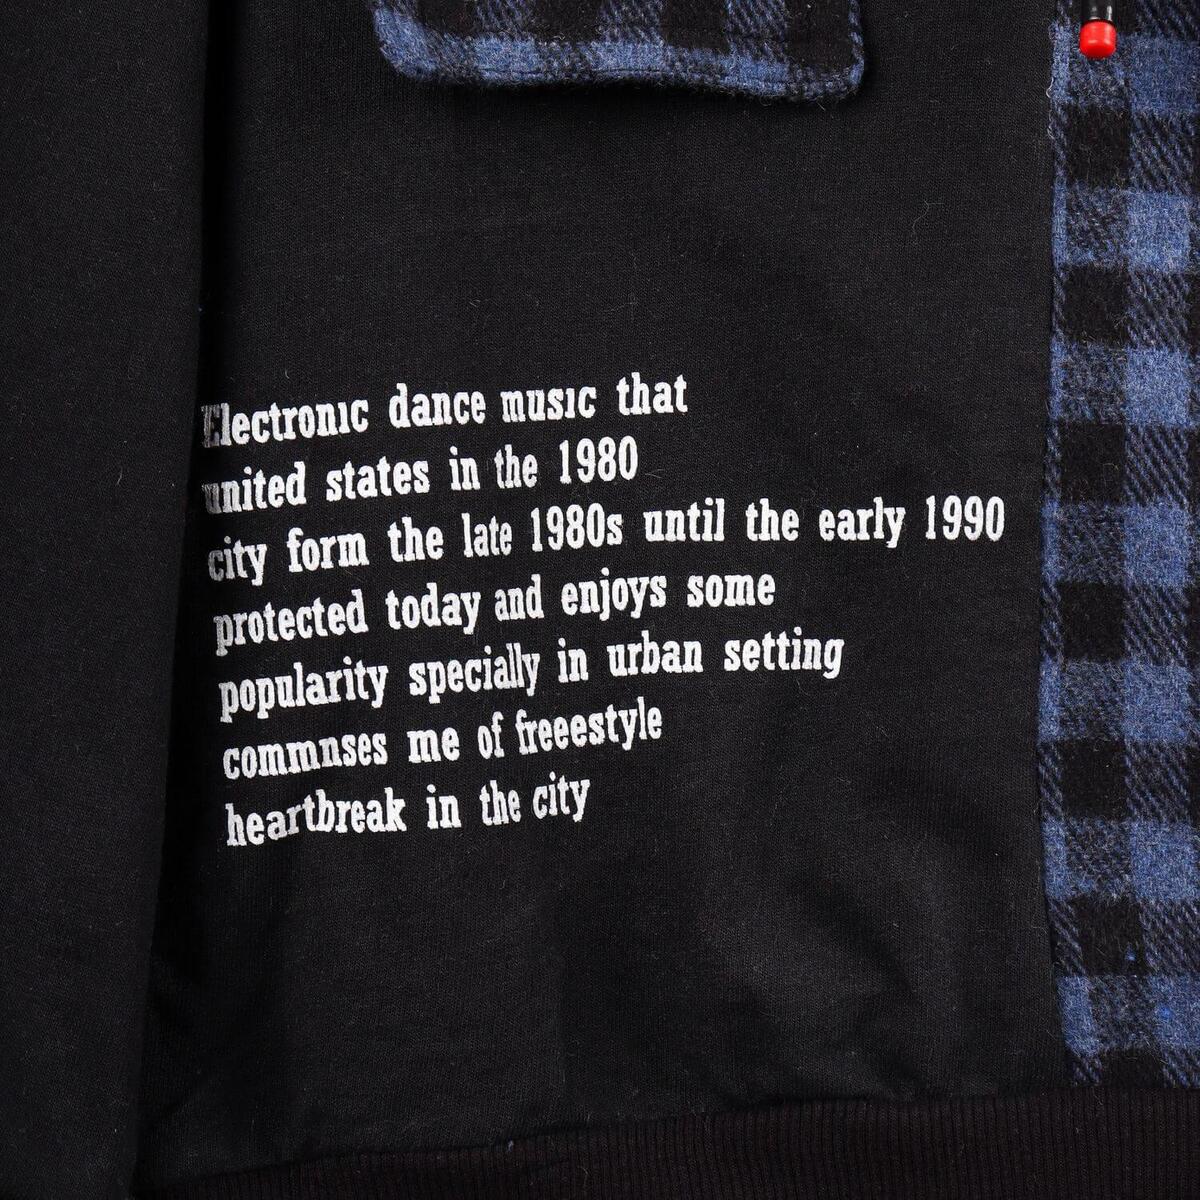 Electronic dance music that
united states in the 1980
city form the late 1980s until the early 1990
protected today and enjoys some
popularity specially in urban setting
commnses me of freeestyle
heartbreak in the city